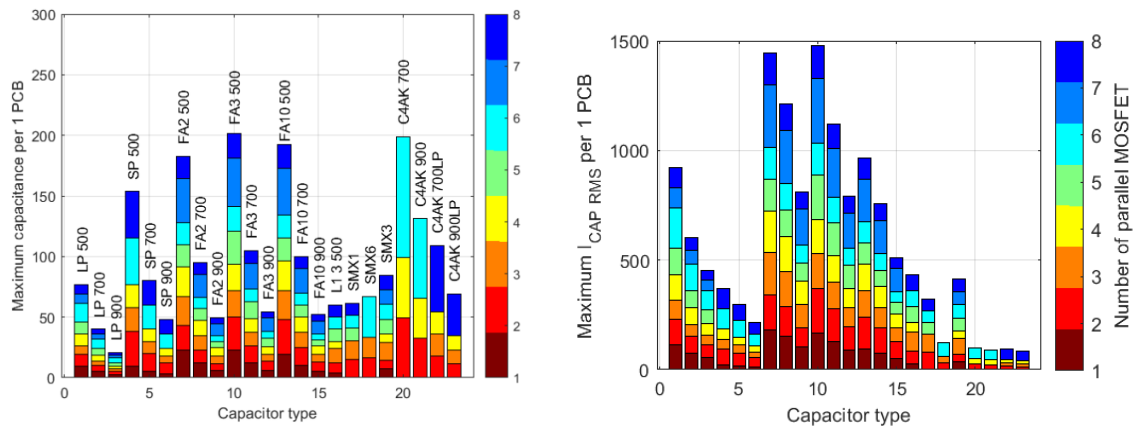 300
250
200
150
100
50
0
Maximum capacitance per 1 PCB
0
5
10
15
20
Capacitor type
LP 500
LP 700
LP 900
SP 500
SP 700
SP 900
FA2 500
FA2 700
FA2 900
FA3 500
FA3 700
FA3 900
FA10 500
FA10 700
FA10 900
L1 3 500
SMX1
SMX6
SMX3
C4AK 700
C4AK 900
C4AK 700LP
C4AK 900LP
8
7
6
5
4
3
2
1
1500
1000
500
0
Maximum I_CAP RMS per 1 PCB
0
5
10
15
20
Capacitor type
8
7
6
5
4
3
2
1
Number of parallel MOSFET